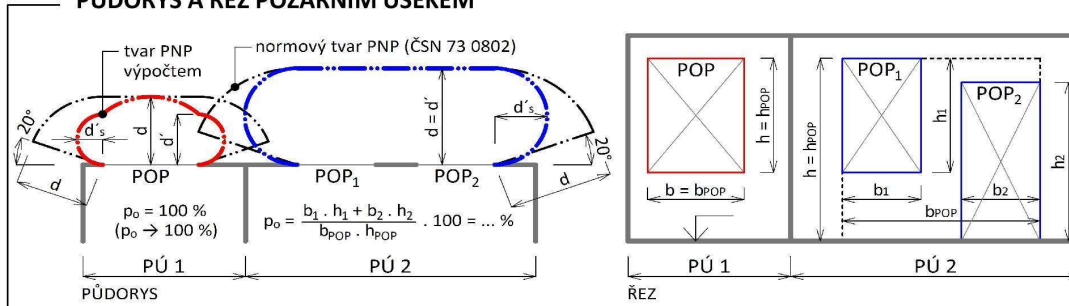 PŮDORYS A ŘEZ POŽÁRNÍM ÚSEKEM
tvar PNP
výpočtem
normový tvar PNP (ČSN 73 0802)
20°
d
d´s
d
d´
d = d´
d´s
20°
d
POP
POP₁
POP₂
pₒ = 100 %
(pₒ → 100 %)
pₒ = b₁ . h₁ + b₂ . h₂ / bPOP . hPOP . 100 = ... %
PÚ 1
PÚ 2
PŮDORYS
POP
h = hPOP
b = bPOP
h = hPOP
POP₁
h₁
b₁
POP₂
h₂
b₂
bPOP
PÚ 1
PÚ 2
ŘEZ